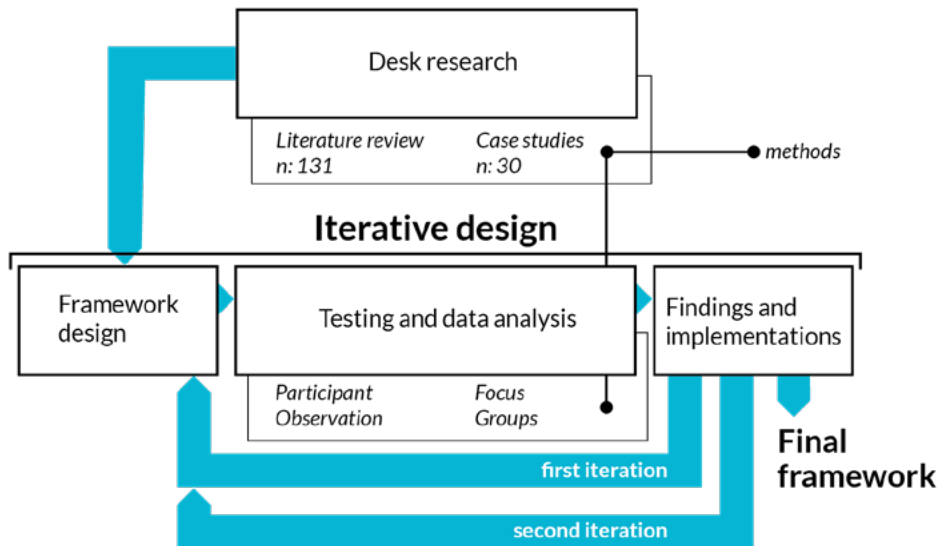 Desk research
Literature review
n: 131
Case studies
n: 30
methods
Iterative design
Framework
design
Testing and data analysis
Findings and
implementations
Participant
Observation
Focus
Groups
Final
framework
first iteration
second iteration